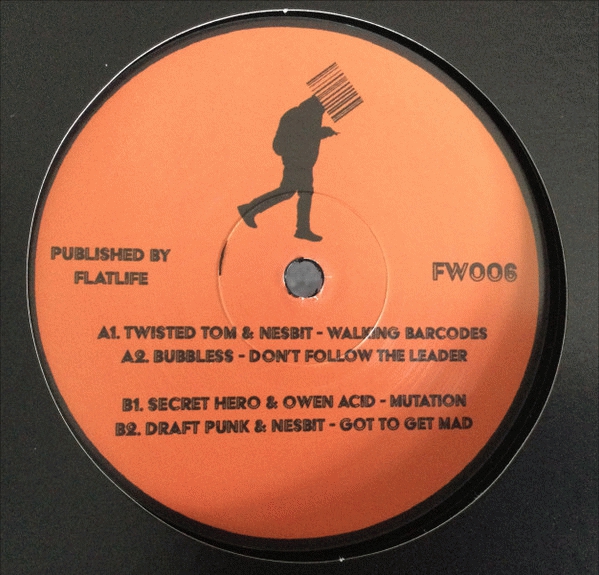 PUBLISHED BY
FLATLIFE
FW006
A1. TWISTED TOM & NESBIT - WALKING BARCODES
A2. BUBBLESS - DON'T FOLLOW THE LEADER
B1. SECRET HERO & OWEN ACID - MUTATION
B2. DRAFT PUNK & NESBIT - GOT TO GET MAD